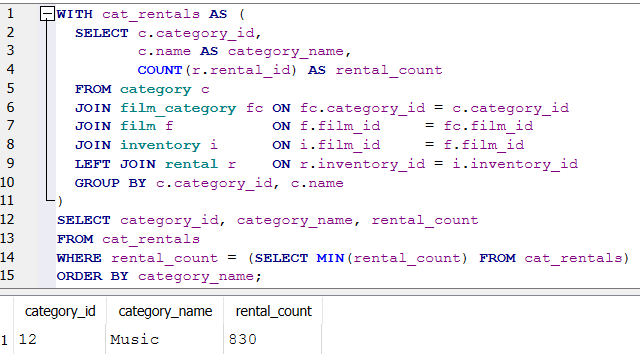 1 WITH cat_rentals AS (
2 SELECT c.category_id,
3 c.name AS category_name,
4 COUNT(r.rental_id) AS rental_count
5 FROM category c
6 JOIN film_category fc ON fc.category_id = c.category_id
7 JOIN film f ON f.film_id = fc.film_id
8 JOIN inventory i ON i.film_id = f.film_id
9 LEFT JOIN rental r ON r.inventory_id = i.inventory_id
10 GROUP BY c.category_id, c.name
11 )
12 SELECT category_id, category_name, rental_count
13 FROM cat_rentals
14 WHERE rental_count = (SELECT MIN(rental_count) FROM cat_rentals)
15 ORDER BY category_name;
category_id category_name rental_count
1 12 Music 830